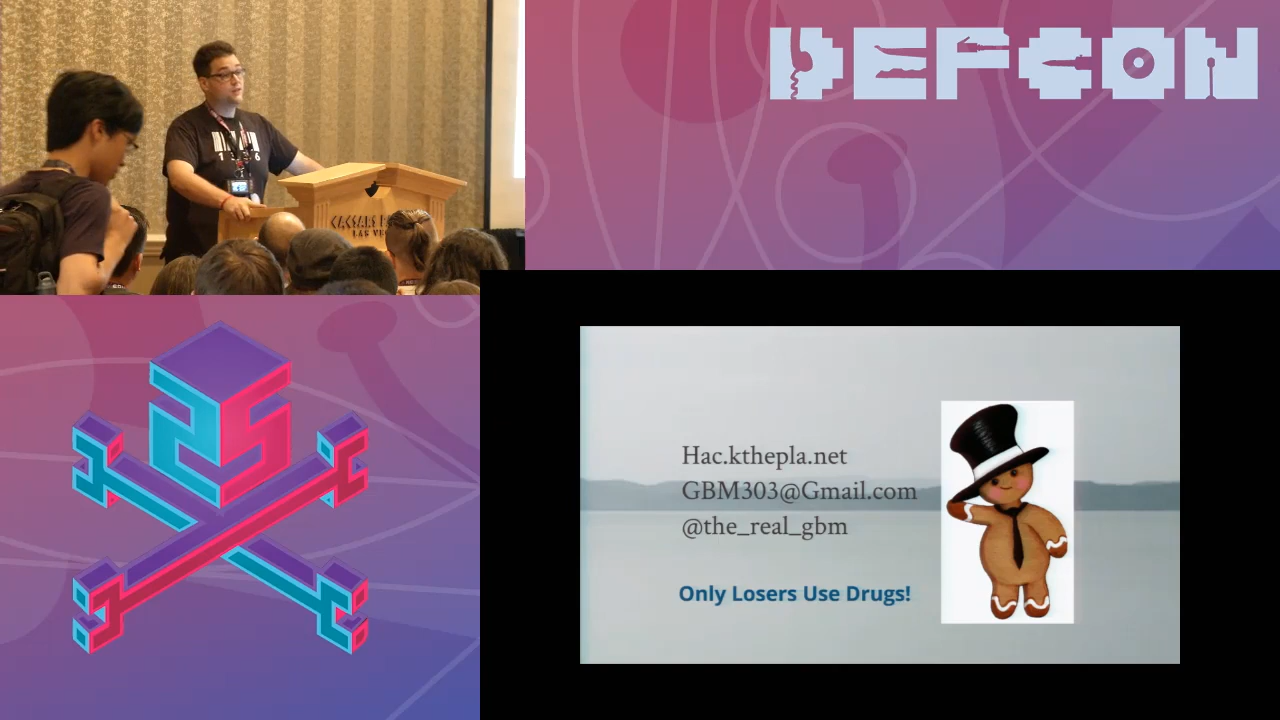 DEFCON
Hac.kthepla.net
GBM303@Gmail.com
@the_real_gbm
Only Losers Use Drugs!